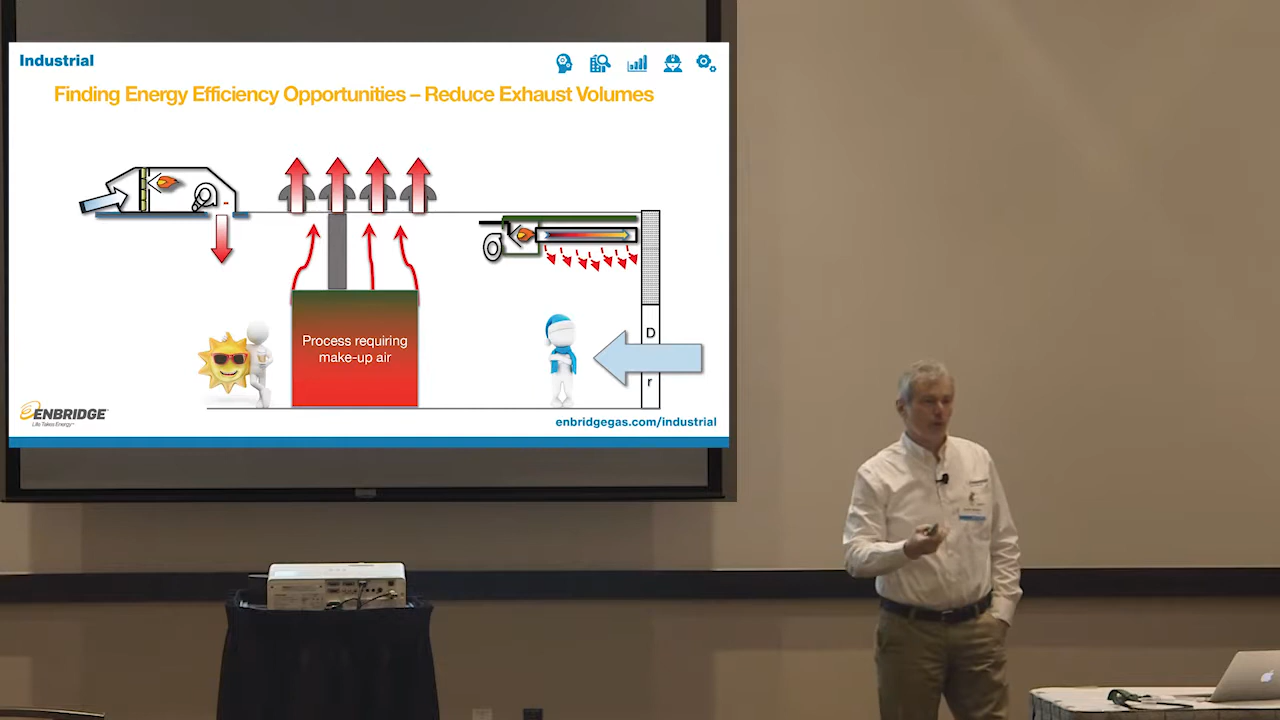 Industrial
Finding Energy Efficiency Opportunities – Reduce Exhaust Volumes
Process requiring
make-up air
D
r
ENBRIDGE
Life Takes Energy™
enbridgegas.com/industrial